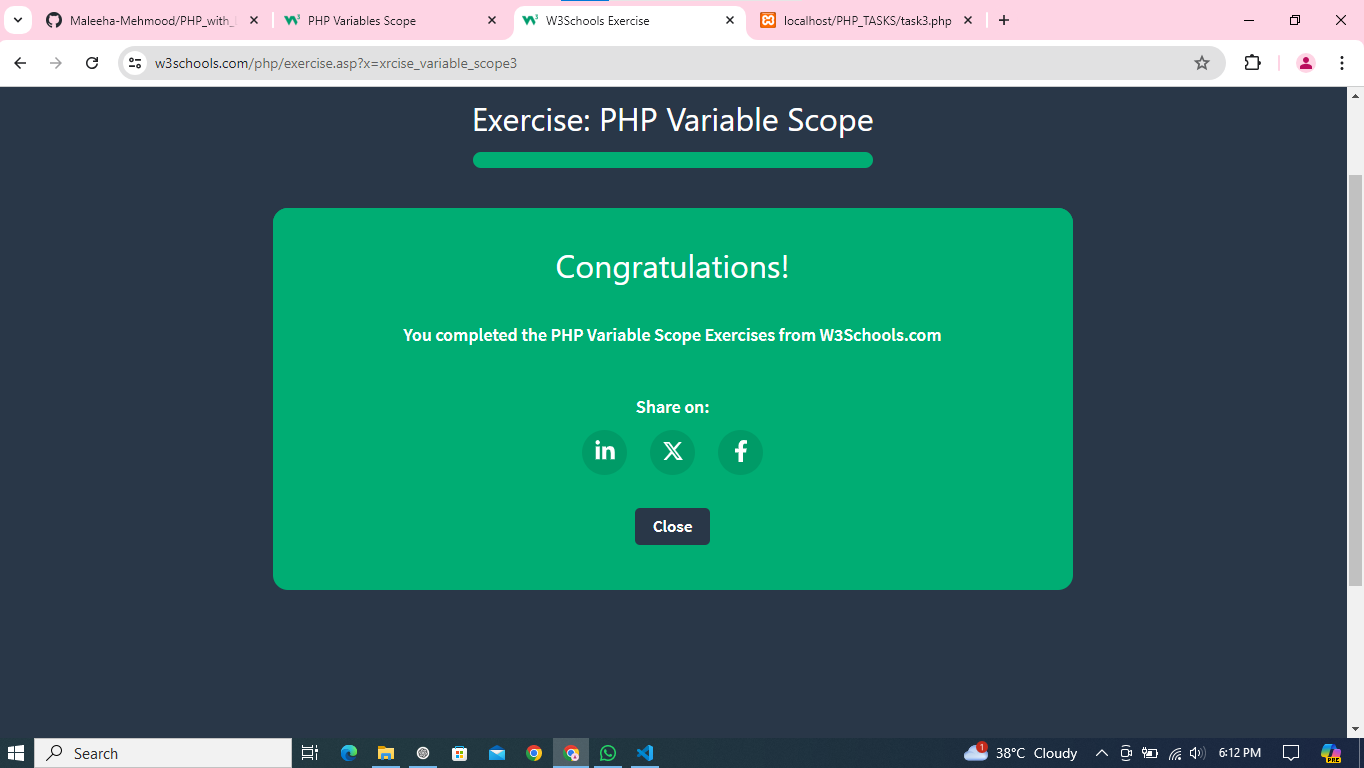 Maleeha-Mehmood/PHP_with_
PHP Variables Scope
W3Schools Exercise
localhost/PHP_TASKS/task3.php
w3schools.com/php/exercise.asp?x=xrcise_variable_scope3
Exercise: PHP Variable Scope
Congratulations!
You completed the PHP Variable Scope Exercises from W3Schools.com
Share on:
in X f
Close
Search
1
38°C Cloudy
6:12 PM
PRE